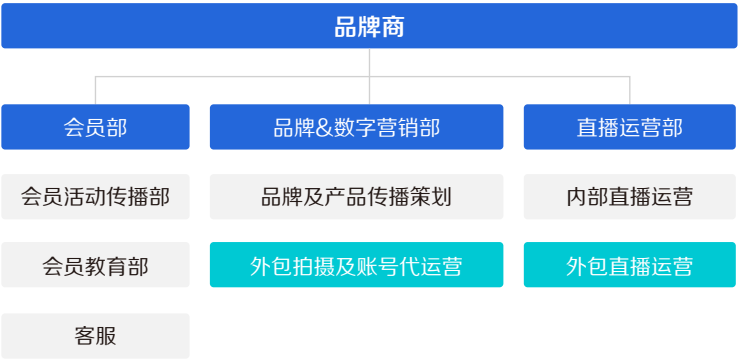 品牌商
会员部
品牌&数字营销部
直播运营部
会员活动传播部
品牌及产品传播策划
内部直播运营
会员教育部
外包拍摄及账号代运营
外包直播运营
客服